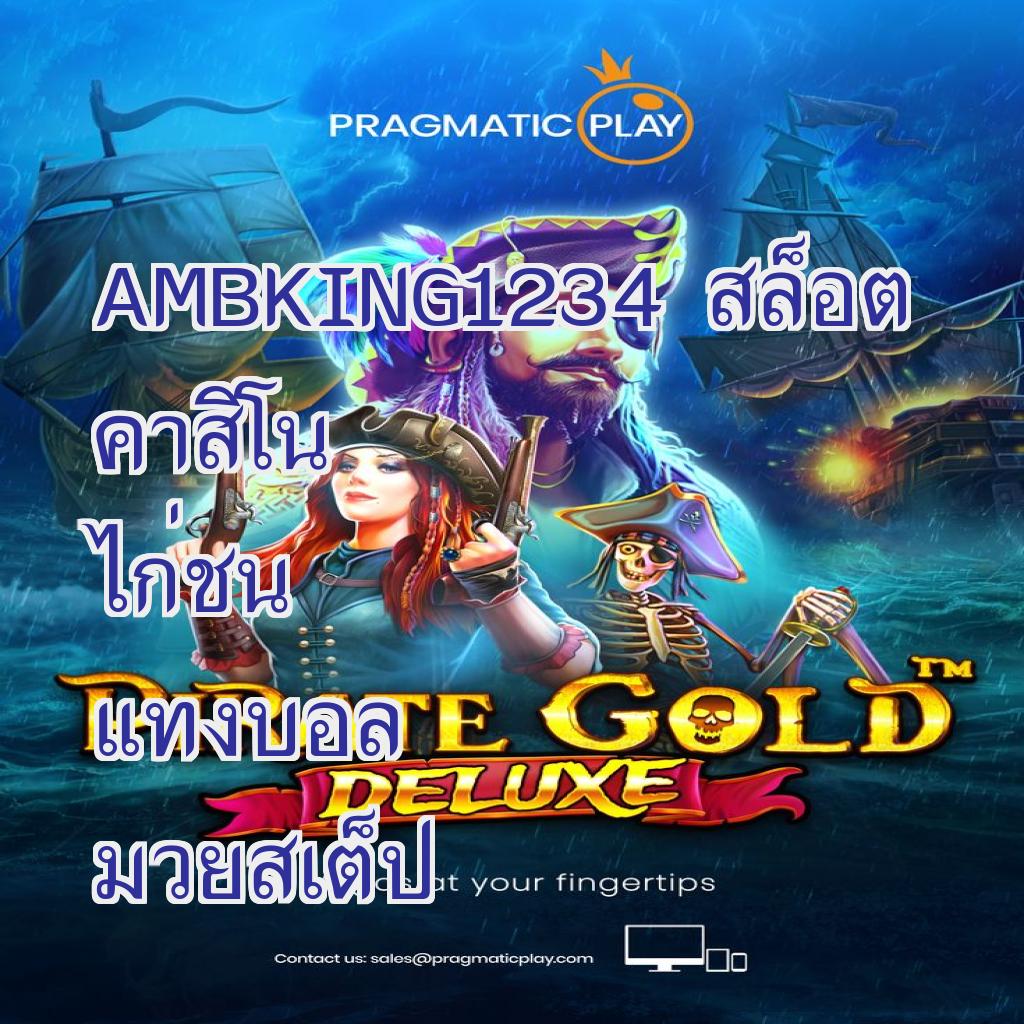 PRAGMATIC PLAY
AMBKING1234 สล็อต
คาสิโน
ไก่ชน
PIRATE GOLD™
แทงบอล
DELUXE
มวยสเต็ป
at your fingertips
Contact us: sales@pragmaticplay.com